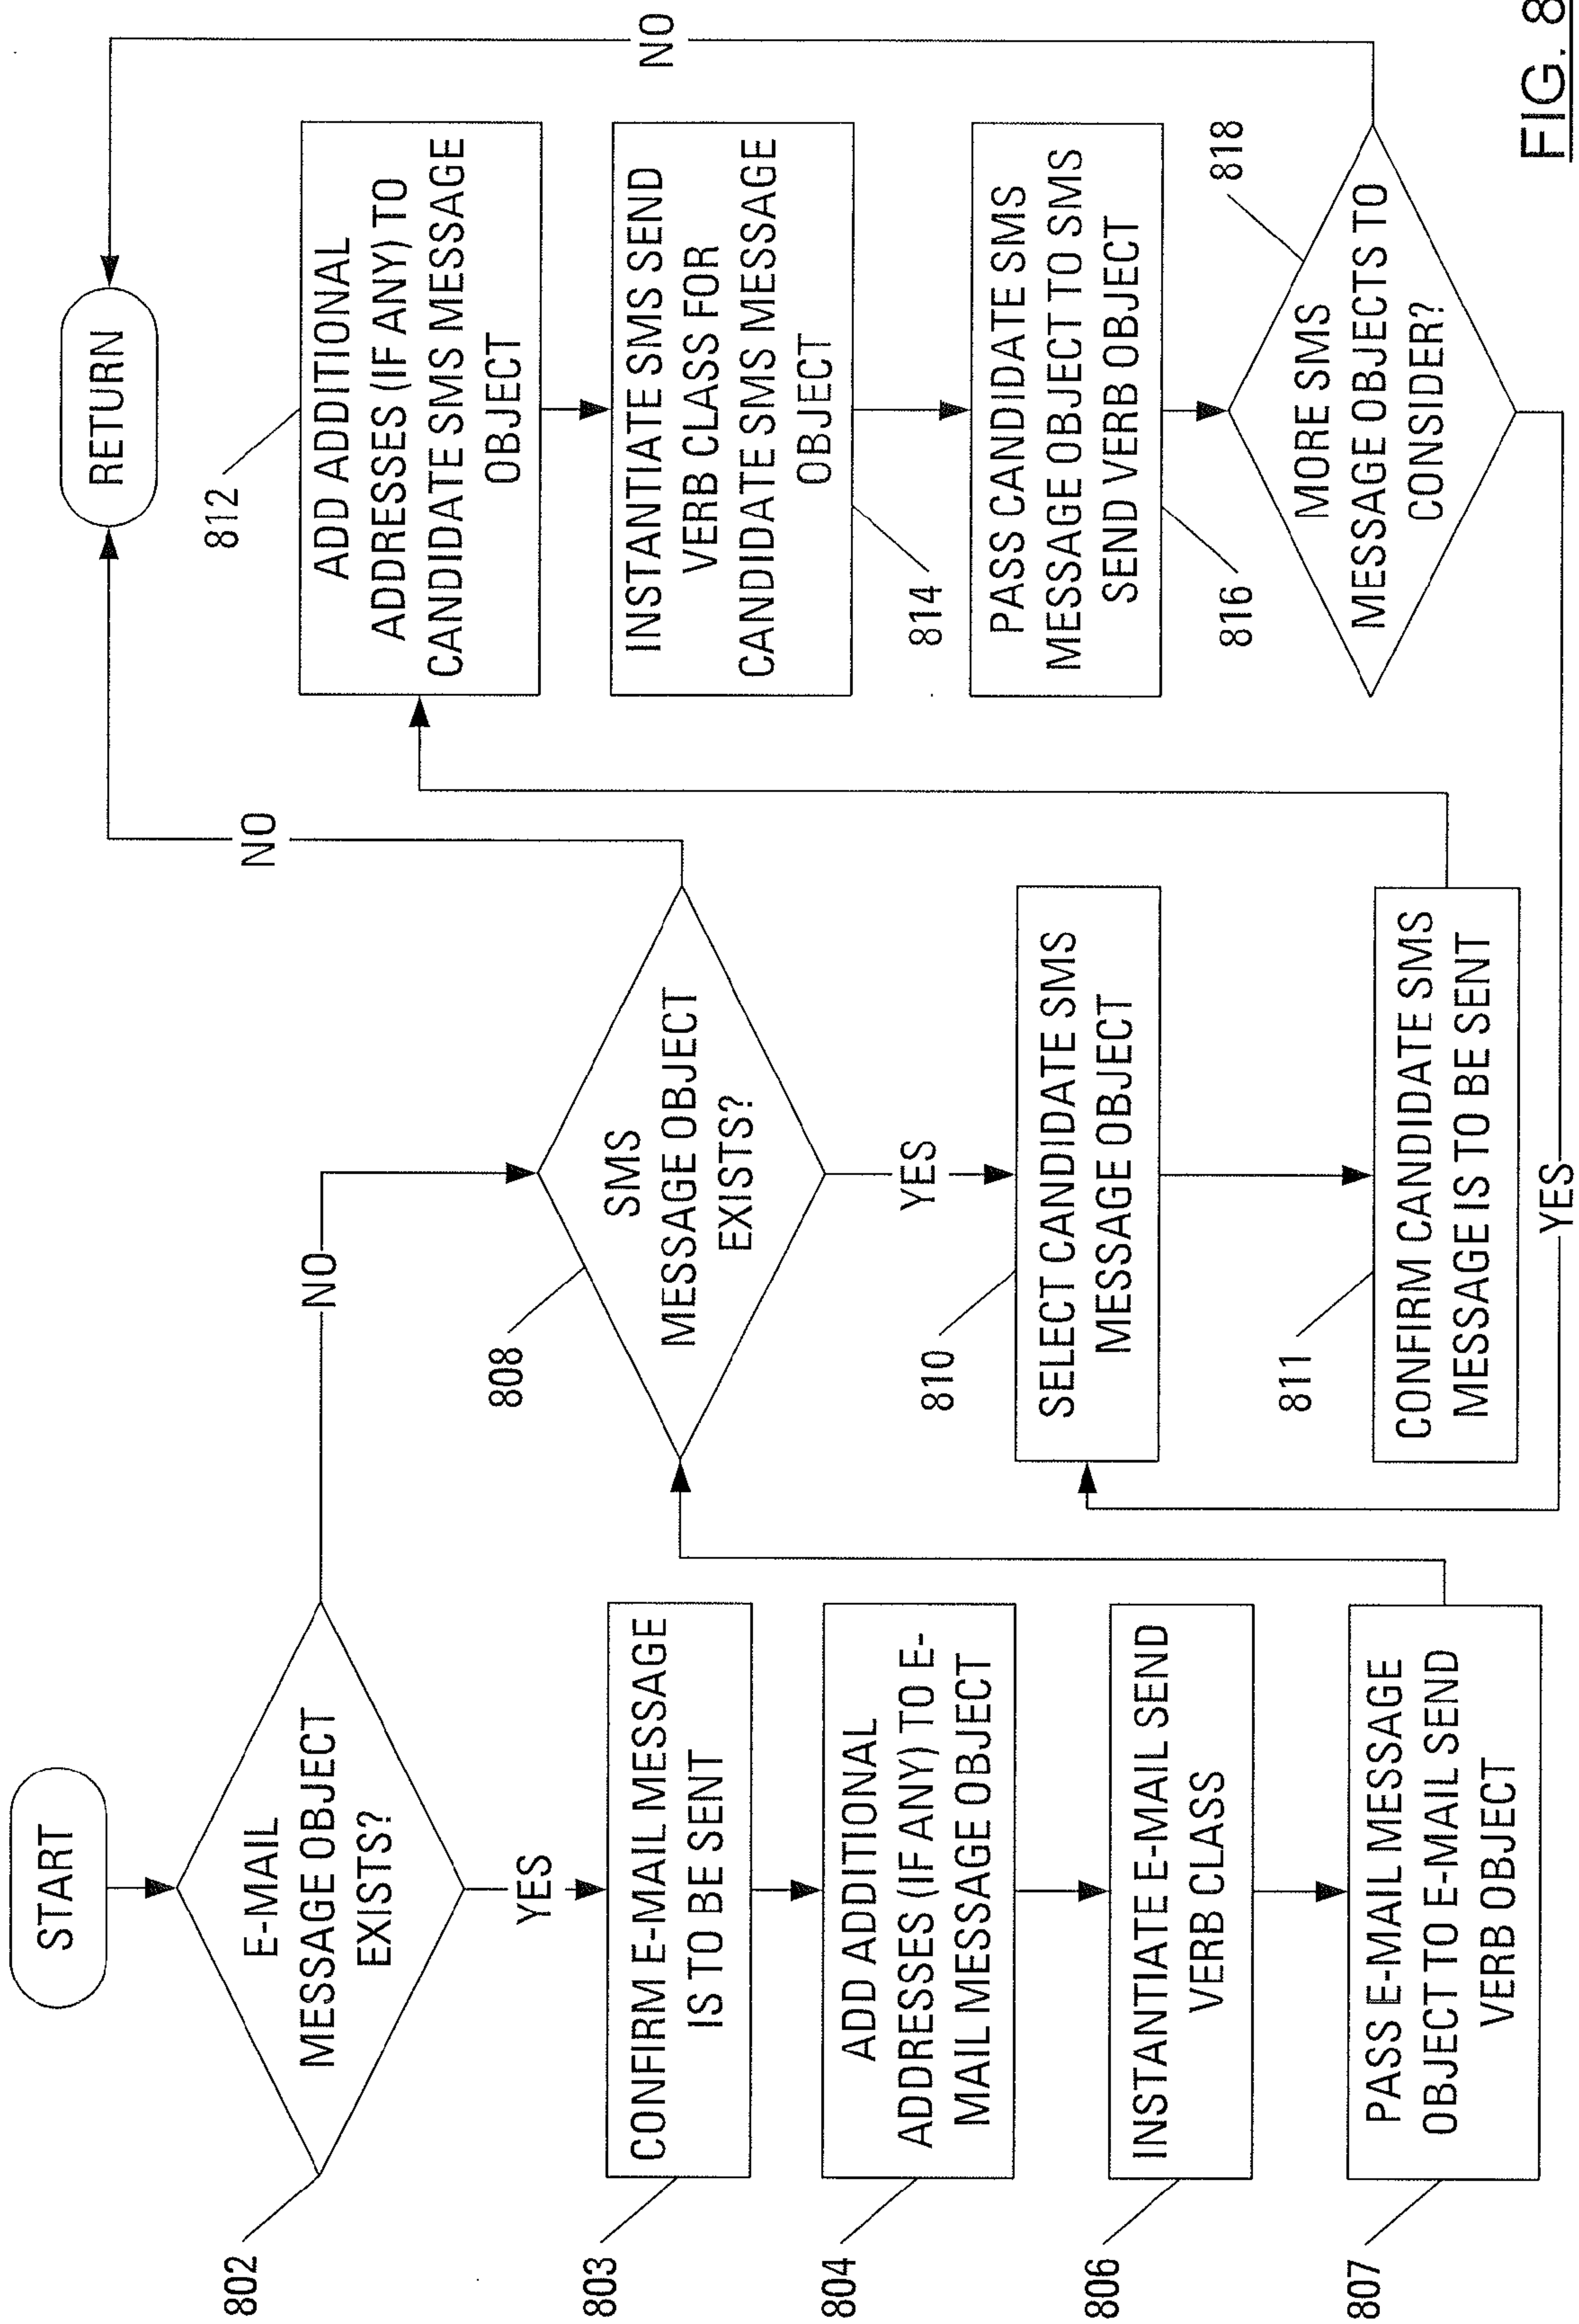 START
802
E-MAIL
MESSAGE OBJECT
EXISTS?
NO
YES
803
CONFIRM E-MAIL MESSAGE
IS TO BE SENT
804
ADD ADDITIONAL
ADDRESSES (IF ANY) TO E-
MAIL MESSAGE OBJECT
806
INSTANTIATE E-MAIL SEND
VERB CLASS
807
PASS E-MAIL MESSAGE
OBJECT TO E-MAIL SEND
VERB OBJECT
808
SMS
MESSAGE OBJECT
EXISTS?
NO
YES
810
SELECT CANDIDATE SMS
MESSAGE OBJECT
811
CONFIRM CANDIDATE SMS
MESSAGE IS TO BE SENT
YES
RETURN
812
ADD ADDITIONAL
ADDRESSES (IF ANY) TO
CANDIDATE SMS MESSAGE
OBJECT
INSTANTIATE SMS SEND
VERB CLASS FOR
CANDIDATE SMS MESSAGE
OBJECT
814
PASS CANDIDATE SMS
MESSAGE OBJECT TO SMS
SEND VERB OBJECT
816
818
MORE SMS
MESSAGE OBJECTS TO
CONSIDER?
NO
FIG. 8